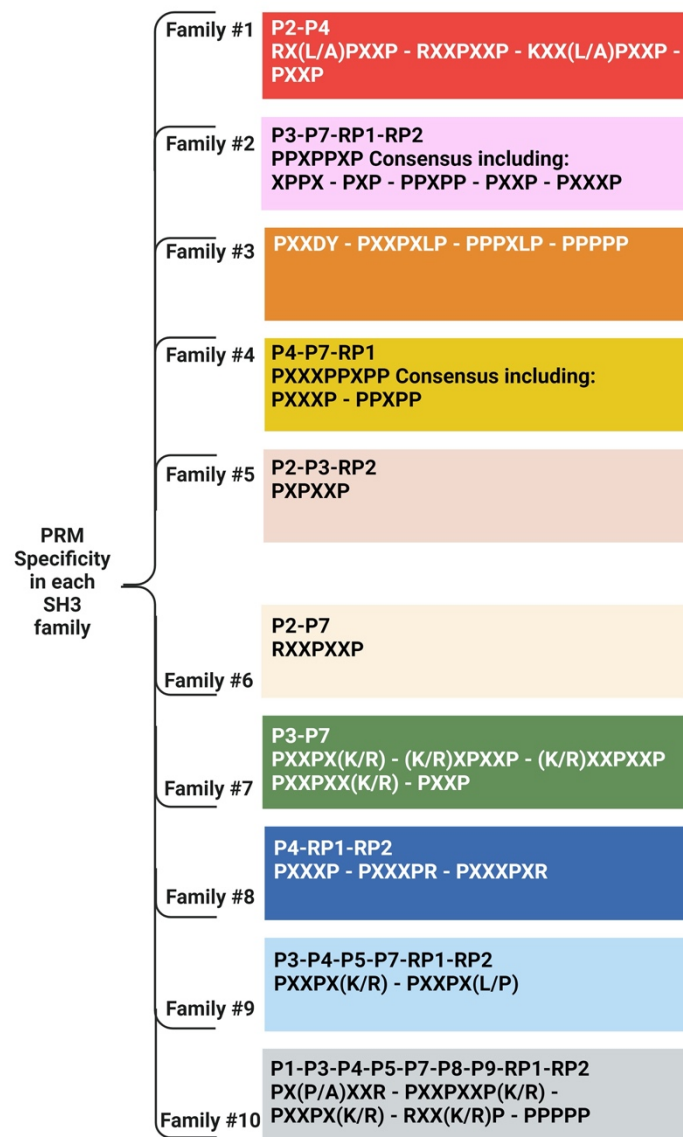 Family #1
P2-P4
RX(L/A)PXXP - RXXPXXP - KXX(L/A)PXXP -
PXXP
Family #2
P3-P7-RP1-RP2
PPXPPXP Consensus including:
XPPX - PXP - PPXPP - PXXP - PXXXP
Family #3
PXXDY - PXXPXLP - PPPXLP - PPPPP
Family #4
P4-P7-RP1
PXXXPPXPP Consensus including:
PXXXP - PPXPP
Family #5
P2-P3-RP2
PXPXXP
PRM
Specificity
in each
SH3
family
Family #6
P2-P7
RXXPXXP
Family #7
P3-P7
PXXPX(K/R) - (K/R)XPXXP - (K/R)XXPXXP
PXXPXX(K/R) - PXXP
Family #8
P4-RP1-RP2
PXXXP - PXXXPR - PXXXPXR
Family #9
P3-P4-P5-P7-RP1-RP2
PXXPX(K/R) - PXXPX(L/P)
Family #10
P1-P3-P4-P5-P7-P8-P9-RP1-RP2
PX(P/A)XXR - PXXPXXP(K/R) -
PXXPX(K/R) - RXX(K/R)P - PPPPP